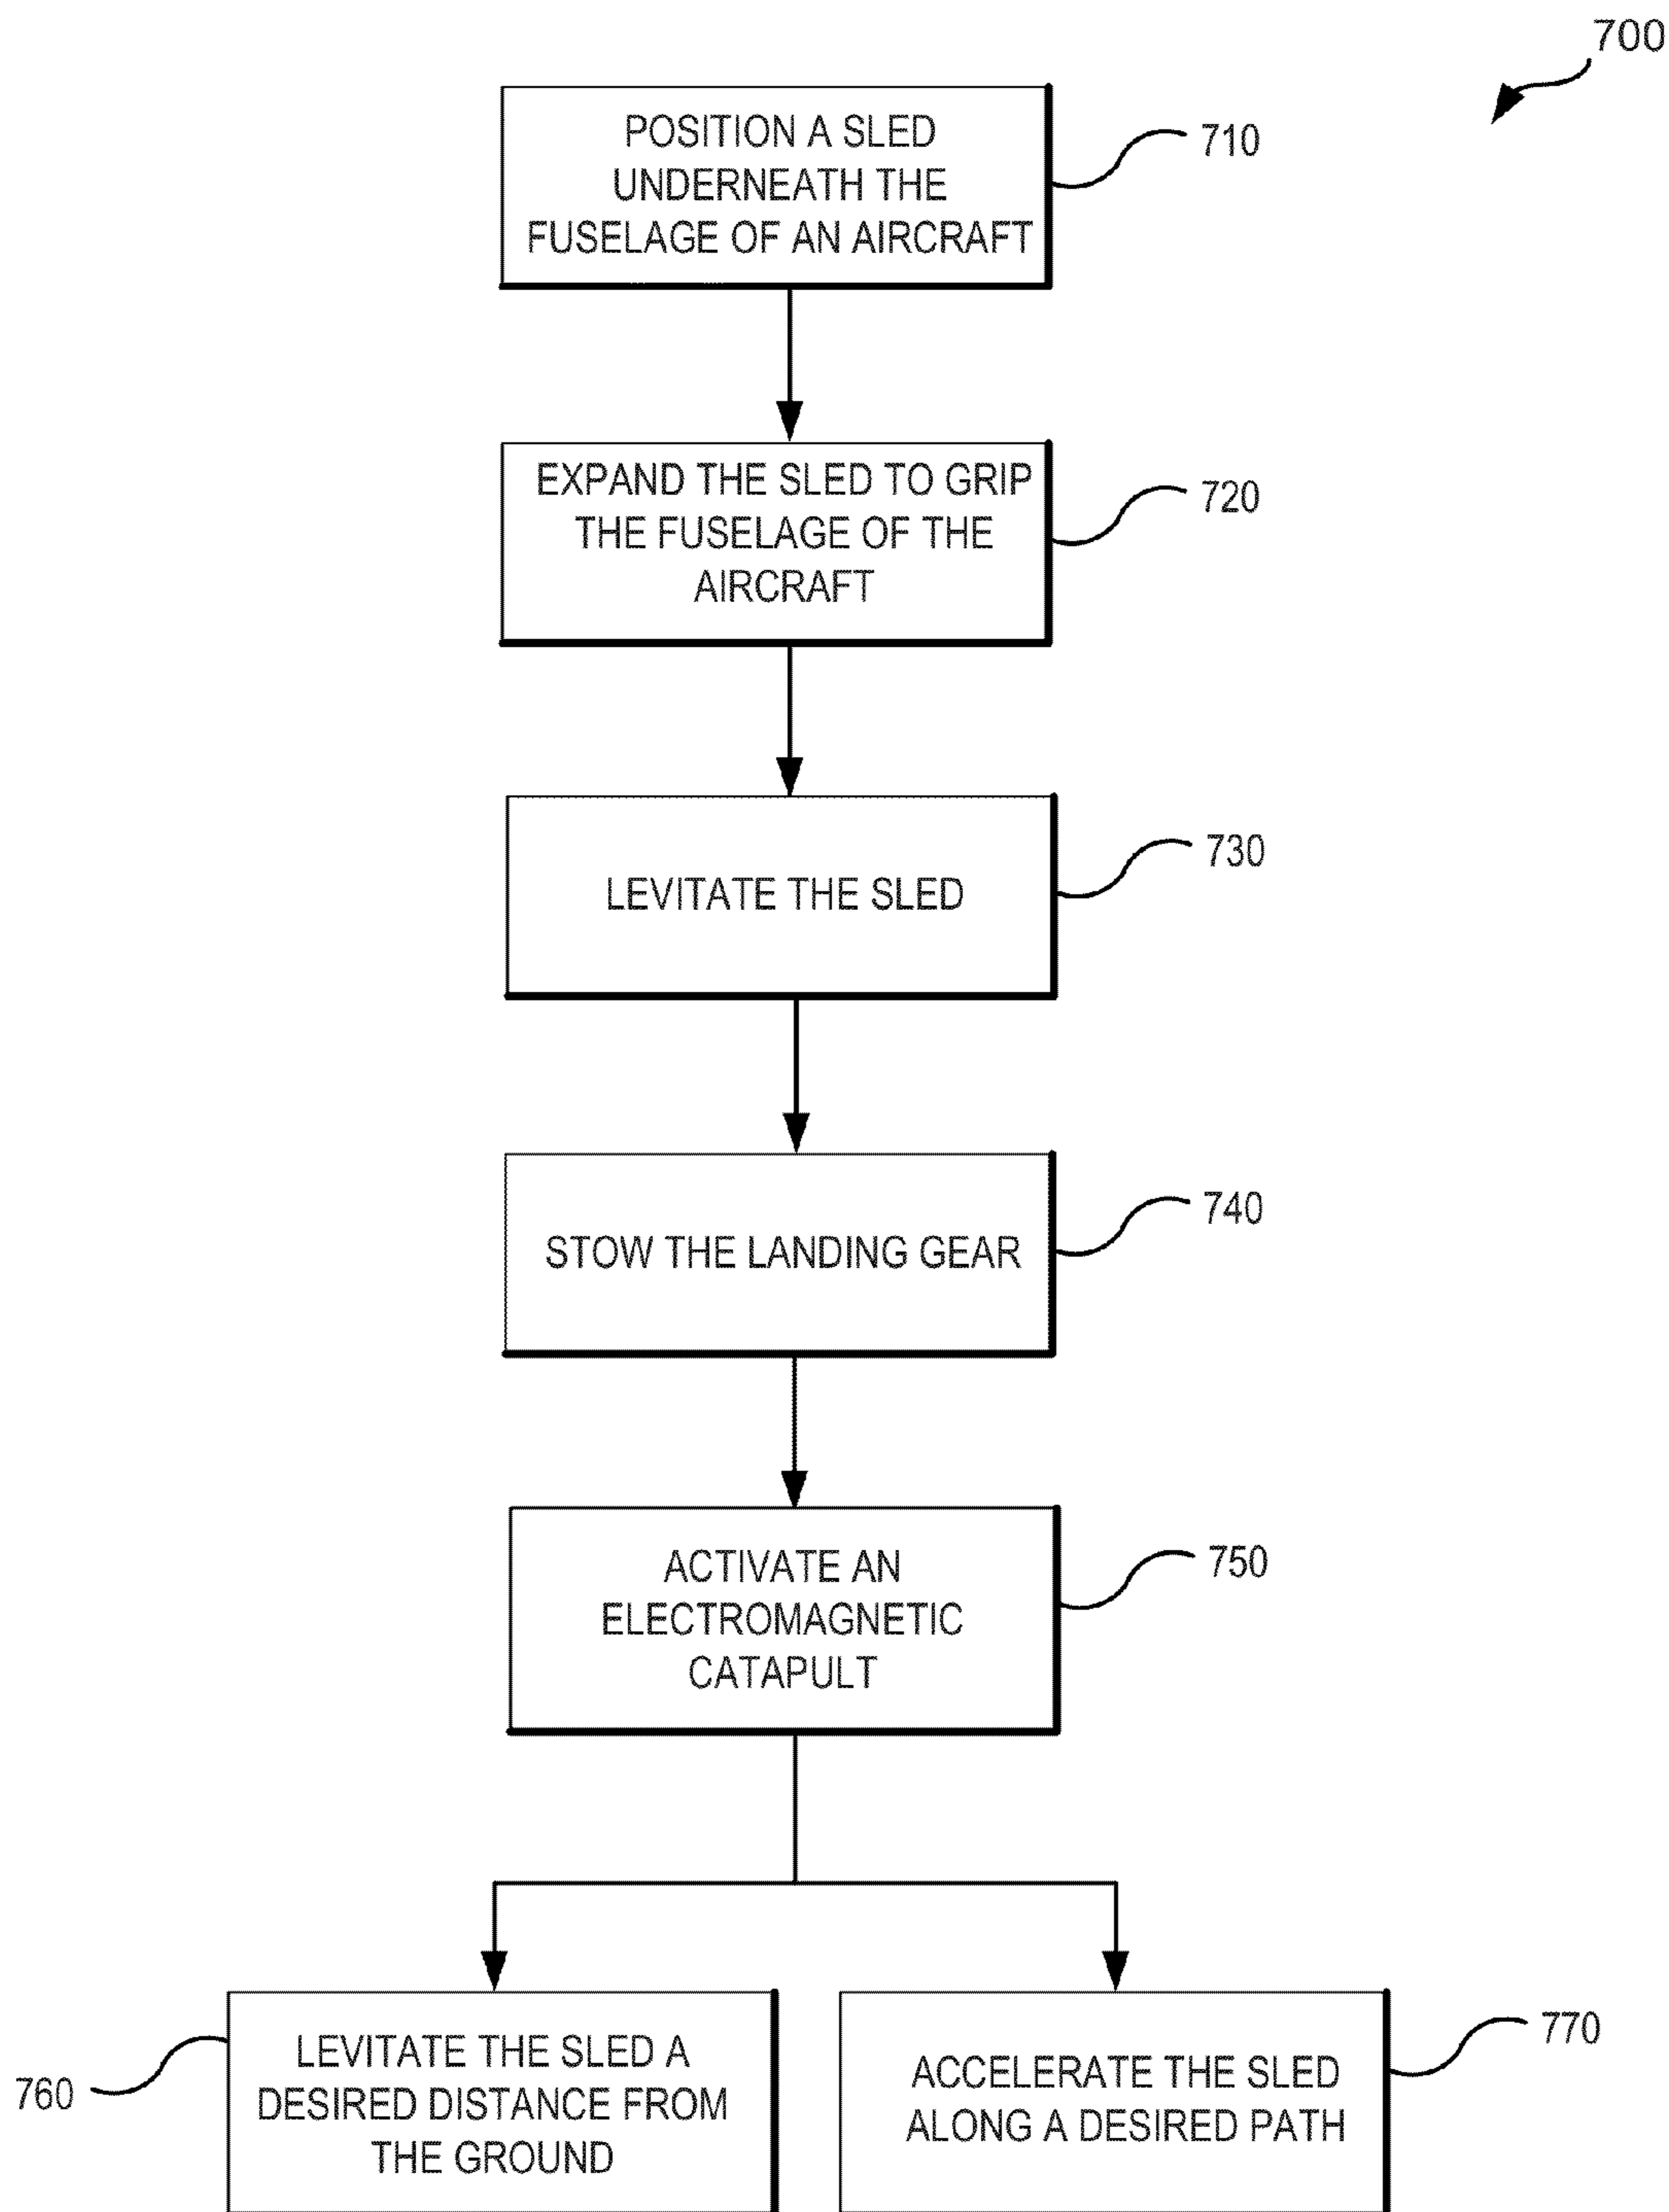 700
POSITION A SLED
UNDERNEATH THE
FUSELAGE OF AN AIRCRAFT
710
EXPAND THE SLED TO GRIP
THE FUSELAGE OF THE
AIRCRAFT
720
LEVITATE THE SLED
730
STOW THE LANDING GEAR
740
ACTIVATE AN
ELECTROMAGNETIC
CATAPULT
750
LEVITATE THE SLED A
DESIRED DISTANCE FROM
THE GROUND
760
ACCELERATE THE SLED
ALONG A DESIRED PATH
770